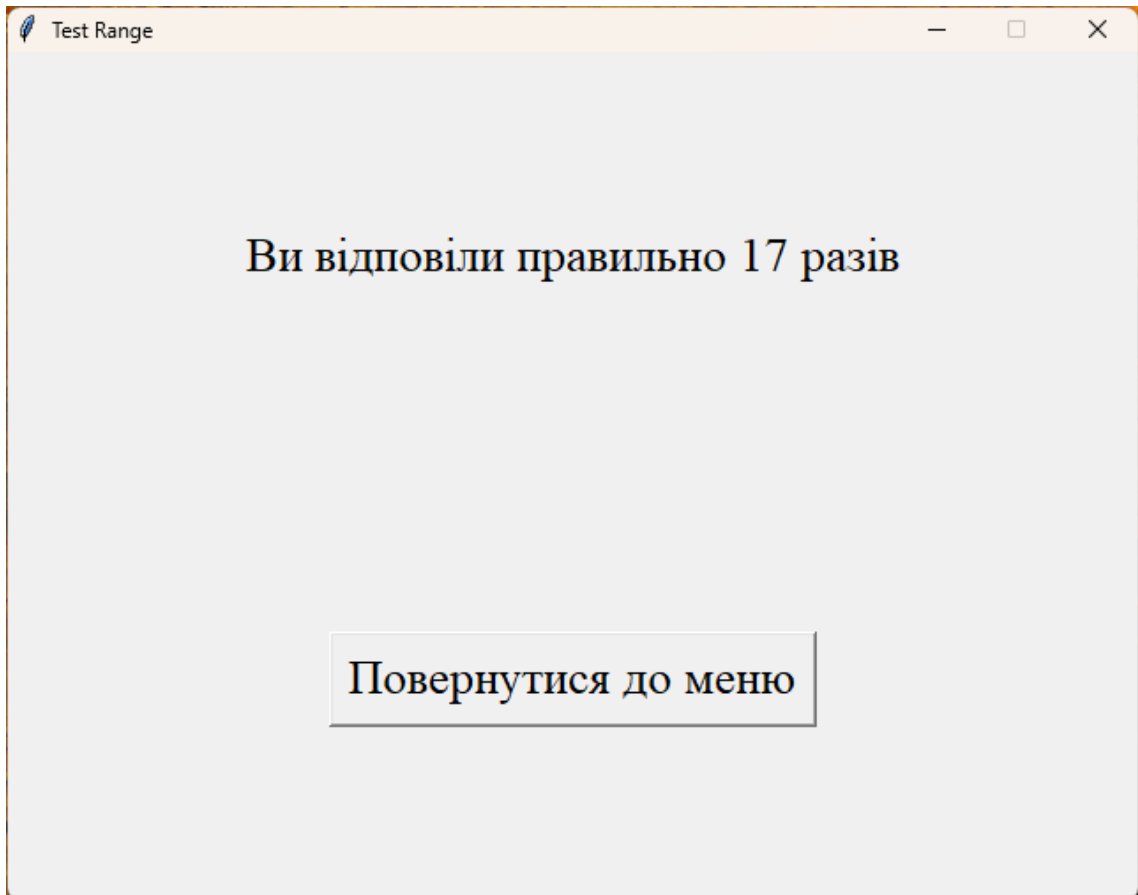 Test Range
Ви відповіли правильно 17 разів
Повернутися до меню